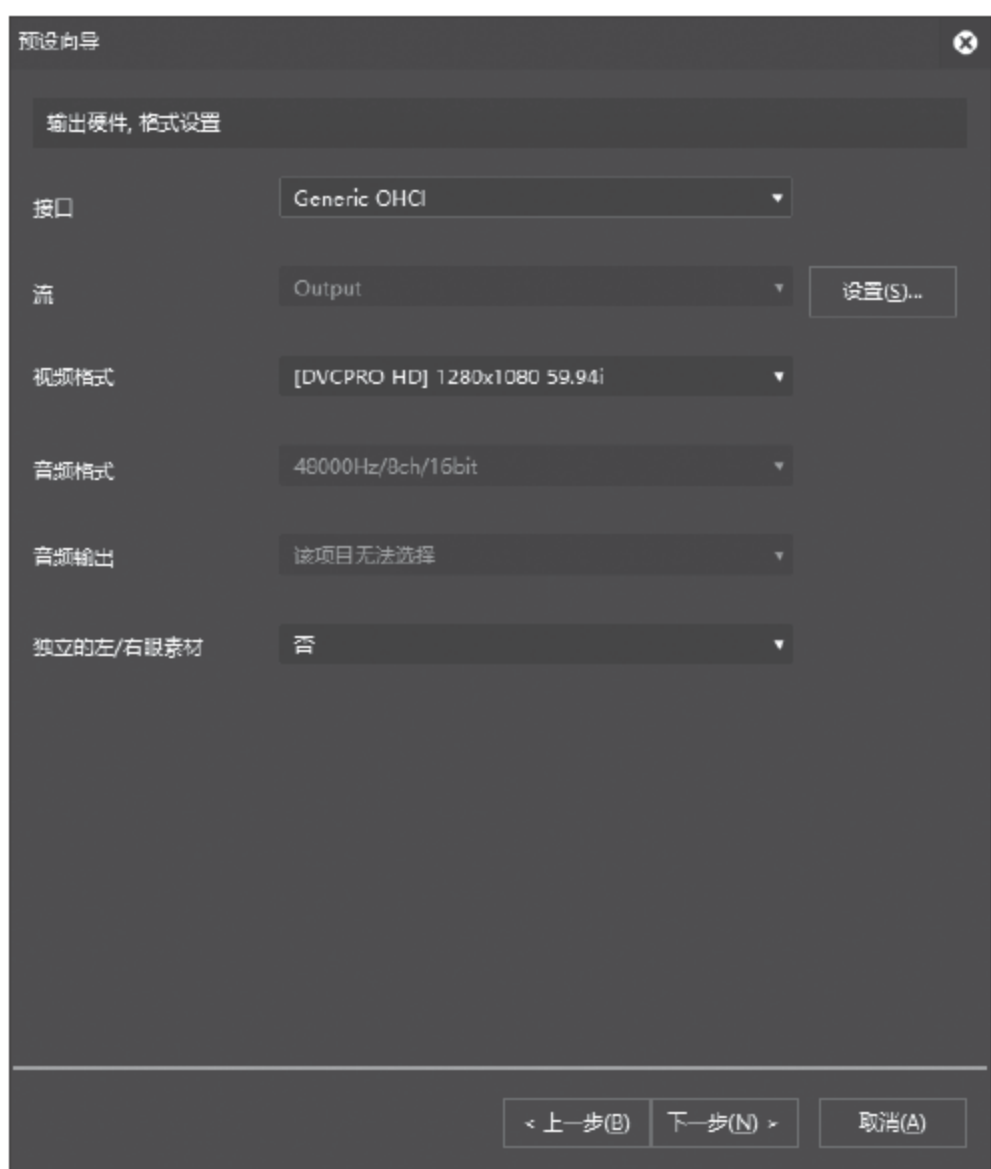 预设向导
输出硬件, 格式设置
接口 Generic OHCI
流 Output 设置(S)...
视频格式 [DVCPRO HD] 1280x1080 59.94i
音频格式 48000Hz/8ch/16bit
音频输出 该项目无法选择
独立的左/右眼素材 否
< 上一步(B) 下一步(N) > 取消(A)